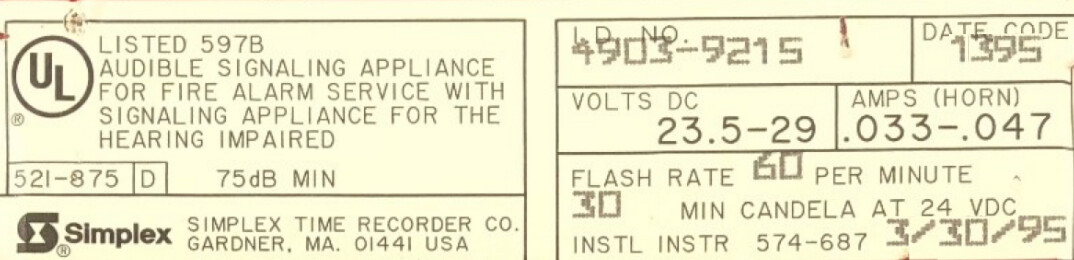 UL
LISTED 597B
AUDIBLE SIGNALING APPLIANCE
FOR FIRE ALARM SERVICE WITH
SIGNALING APPLIANCE FOR THE
HEARING IMPAIRED
®
521-875 D 75dB MIN
Simplex ®
SIMPLEX TIME RECORDER CO.
GARDNER, MA. 01441 USA
I.D. NO.
4903-9215
DATE CODE
1395
VOLTS DC
23.5-29
AMPS (HORN)
.033-.047
FLASH RATE 60 PER MINUTE
30 MIN CANDELA AT 24 VDC
INSTL INSTR 574-687 3/30/95